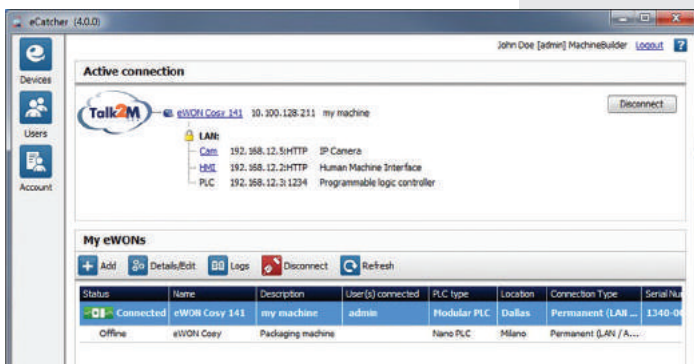 eCatcher (4.0.0)
John Doe [admin] MachineBuilder Logout ?
Devices
Users
Account
Active connection
Disconnect
Talk2M
eWON Cosy 141 10.100.128.211 my machine
LAN:
Cam 192.168.12.5:HTTP IP Camera
HMI 192.168.12.2:HTTP Human Machine Interface
PLC 192.168.12.3:1234 Programmable logic controller
My eWONs
Add Details/Edit Logs Disconnect Refresh
Status Name Description User(s) connected PLC type Location Connection Type Serial Nu
Connected eWON Cosy 141 my machine admin Modular PLC Dallas Permanent (LAN ... 1340-0
Offline eWON Cosy Packaging machine Nano PLC Milano Permanent (LAN / A...